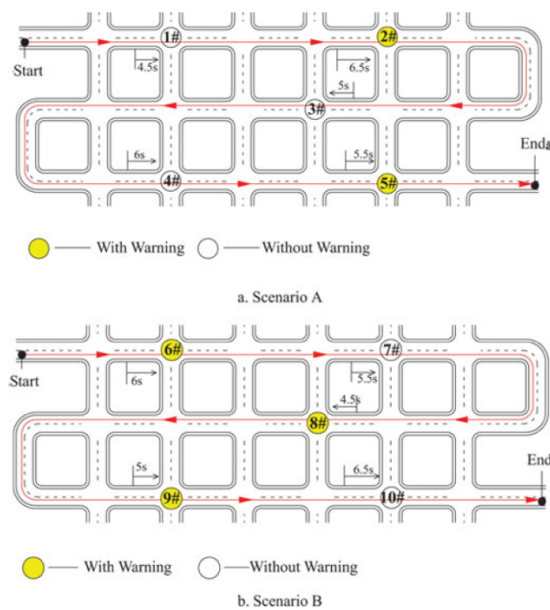 1# 2#
Start 4.5s 6.5s
5s
3#
6s 5.5s End
4# 5#
With Warning Without Warning
a. Scenario A
6# 7#
Start 6s 5.5s
4.5s
8#
5s 6.5s End
9# 10#
With Warning Without Warning
b. Scenario B